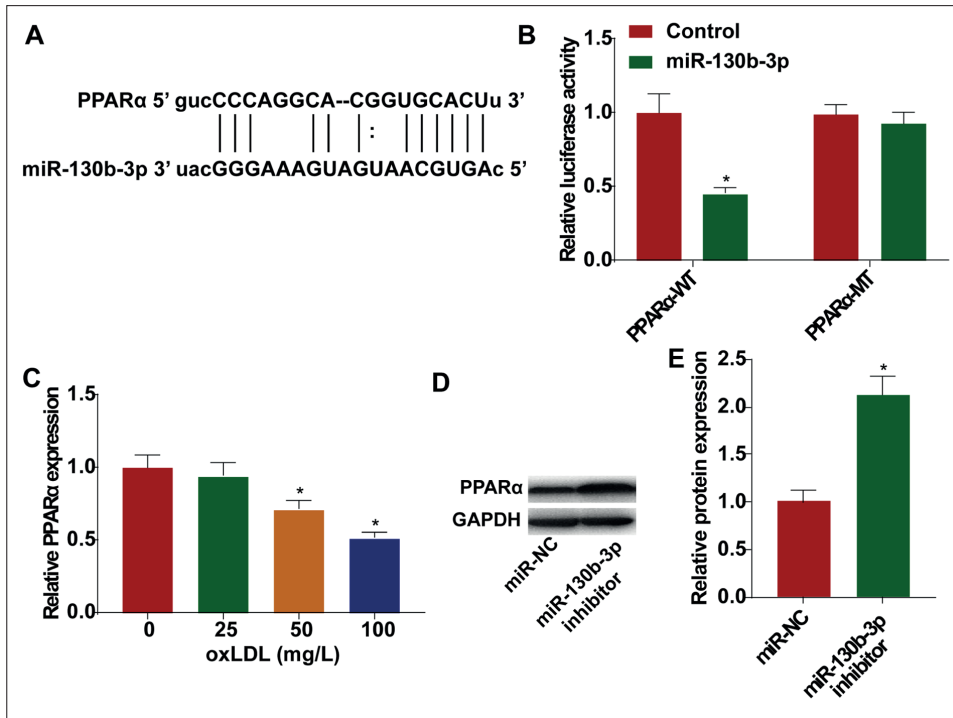 A
PPARα 5' gucCCCAGGCA--CGGUGCACUu 3'
miR-130b-3p 3' uacGGGAAAGUAGUAACGUGAc 5'
B
Control
miR-130b-3p
Relative luciferase activity
1.5
1.0
0.5
0.0
*
PPARα-WT
PPARα-MT
C
Relative PPARα expression
1.5
1.0
0.5
0.0
*
*
0 25 50 100
oxLDL (mg/L)
D
PPARα
GAPDH
miR-NC
miR-130b-3p
inhibitor
E
Relative protein expression
2.5
2.0
1.5
1.0
0.5
0.0
*
miR-NC
miR-130b-3p
inhibitor